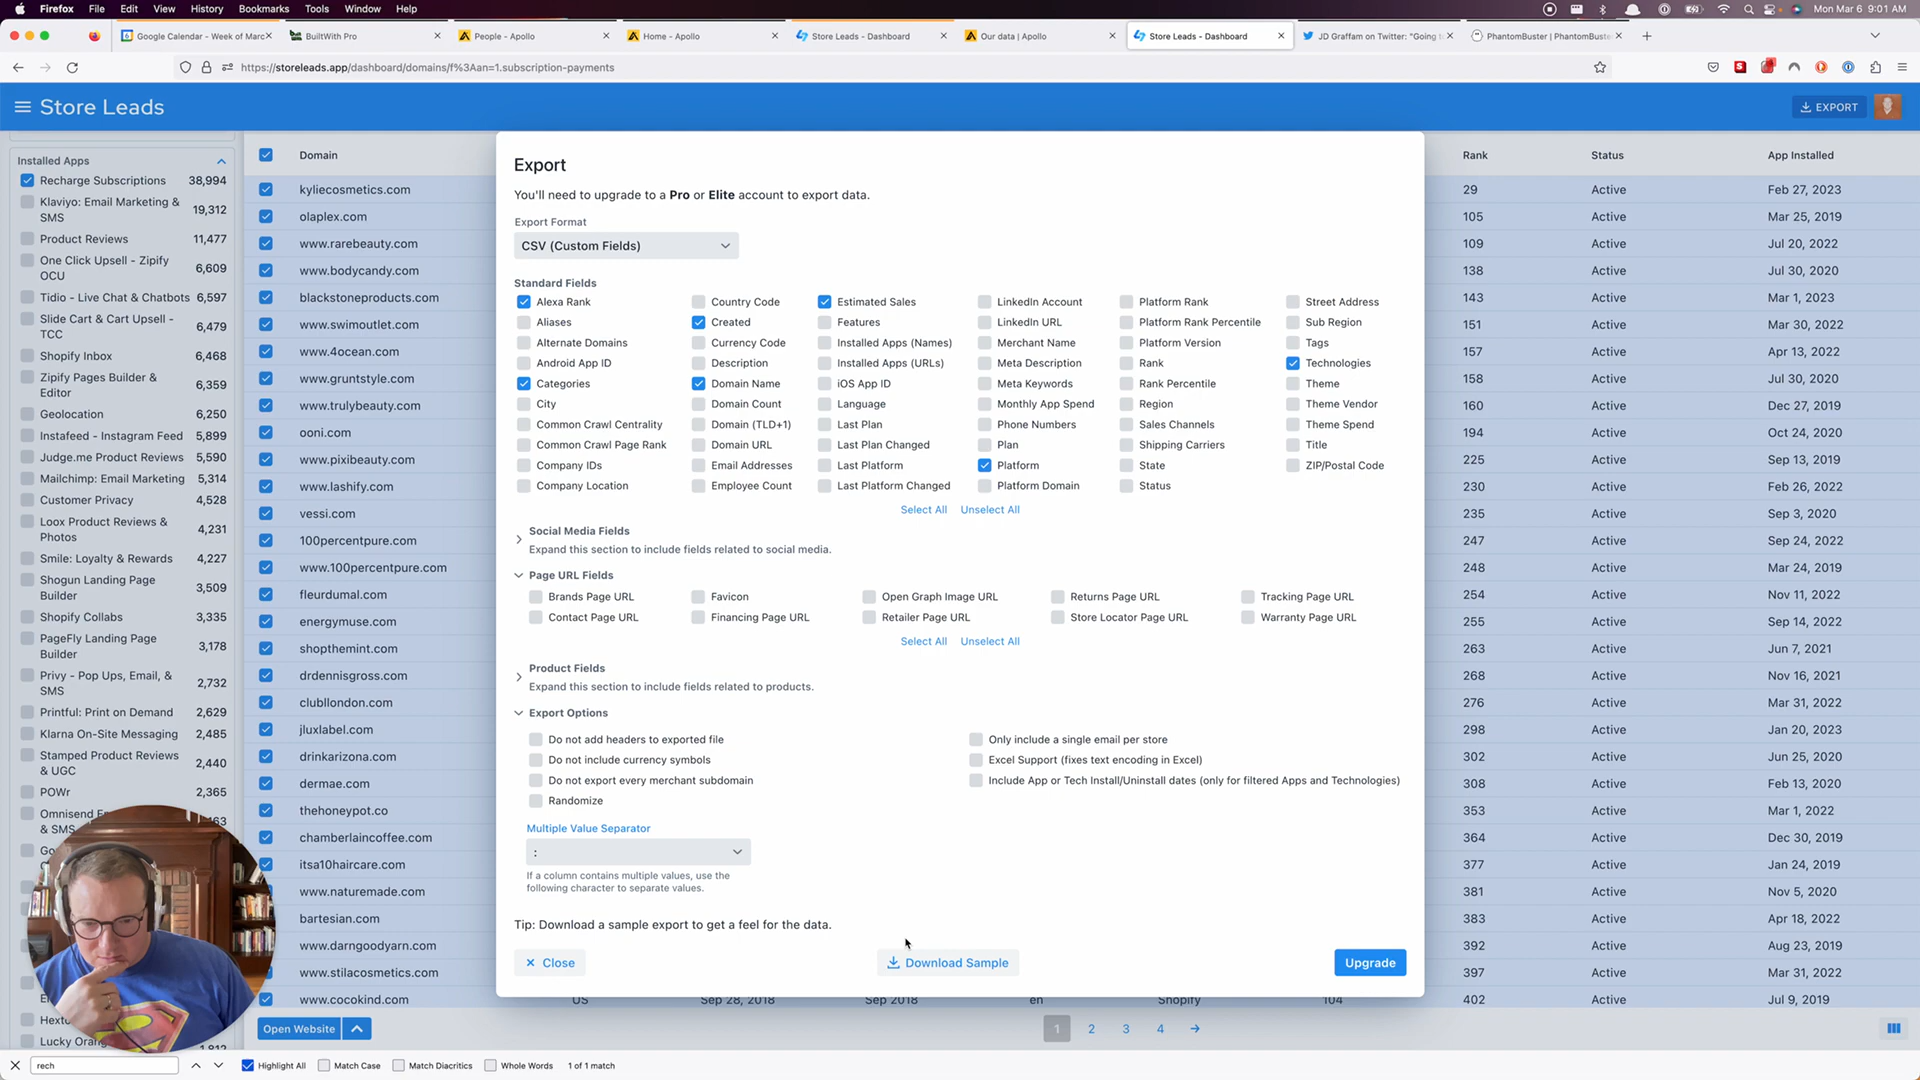 Firefox File Edit View History Bookmarks Tools Window Help
Mon Mar 6 9:01 AM
Google Calendar - Week of Marc
BuiltWith Pro
People - Apollo
Home - Apollo
Store Leads - Dashboard
Our data | Apollo
Store Leads - Dashboard
JD Graffam on Twitter: "Going t
PhantomBuster | PhantomBuste
https://storeleads.app/dashboard/domains/f%3Aan=1.subscription-payments
Store Leads
EXPORT
Installed Apps
Recharge Subscriptions 38,994
Klaviyo: Email Marketing & SMS 19,312
Product Reviews 11,477
One Click Upsell - Zipify OCU 6,609
Tidio - Live Chat & Chatbots 6,597
Slide Cart & Cart Upsell - TCC 6,479
Shopify Inbox 6,468
Zipify Pages Builder & Editor 6,359
Geolocation 6,250
Instafeed - Instagram Feed 5,899
Judge.me Product Reviews 5,590
Mailchimp: Email Marketing 5,314
Customer Privacy 4,528
Loox Product Reviews & Photos 4,231
Smile: Loyalty & Rewards 4,227
Shogun Landing Page Builder 3,509
Shopify Collabs 3,335
PageFly Landing Page Builder 3,178
Privy - Pop Ups, Email, & SMS 2,732
Printful: Print on Demand 2,629
Klarna On-Site Messaging 2,485
Stamped Product Reviews & UGC 2,440
POWr 2,365
Omnisend
& SMS
Hexto
Lucky Orang
Domain
kyliecosmetics.com
olaplex.com
www.rarebeauty.com
www.bodycandy.com
blackstoneproducts.com
www.swimoutlet.com
www.4ocean.com
www.gruntstyle.com
www.trulybeauty.com
ooni.com
www.pixibeauty.com
www.lashify.com
vessi.com
100percentpure.com
www.100percentpure.com
fleurdumal.com
energymuse.com
shopthemint.com
drdennisgross.com
clubllondon.com
jluxlabel.com
drinkarizona.com
dermae.com
thehoneypot.co
chamberlaincoffee.com
itsa10haircare.com
www.naturemade.com
bartesian.com
www.darngoodyarn.com
www.stilacosmetics.com
www.cocokind.com US Sep 28, 2018 Sep 2018 en Shopify 104 402 Active Jul 9, 2019
Export
You'll need to upgrade to a Pro or Elite account to export data.
Export Format
CSV (Custom Fields)
Standard Fields
Alexa Rank Country Code Estimated Sales LinkedIn Account Platform Rank Street Address
Aliases Created Features LinkedIn URL Platform Rank Percentile Sub Region
Alternate Domains Currency Code Installed Apps (Names) Merchant Name Platform Version Tags
Android App ID Description Installed Apps (URLs) Meta Description Rank Technologies
Categories Domain Name iOS App ID Meta Keywords Rank Percentile Theme
City Domain Count Language Monthly App Spend Region Theme Vendor
Common Crawl Centrality Domain (TLD+1) Last Plan Phone Numbers Sales Channels Theme Spend
Common Crawl Page Rank Domain URL Last Plan Changed Plan Shipping Carriers Title
Company IDs Email Addresses Last Platform Platform State ZIP/Postal Code
Company Location Employee Count Last Platform Changed Platform Domain Status
Select All Unselect All
Social Media Fields
Expand this section to include fields related to social media.
Page URL Fields
Brands Page URL Favicon Open Graph Image URL Returns Page URL Tracking Page URL
Contact Page URL Financing Page URL Retailer Page URL Store Locator Page URL Warranty Page URL
Select All Unselect All
Product Fields
Expand this section to include fields related to products.
Export Options
Do not add headers to exported file Only include a single email per store
Do not include currency symbols Excel Support (fixes text encoding in Excel)
Do not export every merchant subdomain Include App or Tech Install/Uninstall dates (only for filtered Apps and Technologies)
Randomize
Multiple Value Separator
:
If a column contains multiple values, use the
following character to separate values.
Tip: Download a sample export to get a feel for the data.
Close Download Sample Upgrade
Rank Status App Installed
29 Active Feb 27, 2023
105 Active Mar 25, 2019
109 Active Jul 20, 2022
138 Active Jul 30, 2020
143 Active Mar 1, 2023
151 Active Mar 30, 2022
157 Active Apr 13, 2022
158 Active Jul 30, 2020
160 Active Dec 27, 2019
194 Active Oct 24, 2020
225 Active Sep 13, 2019
230 Active Feb 26, 2022
235 Active Sep 3, 2020
247 Active Sep 24, 2022
248 Active Mar 24, 2019
254 Active Nov 11, 2022
255 Active Sep 14, 2022
263 Active Jun 7, 2021
268 Active Nov 16, 2021
276 Active Mar 31, 2022
298 Active Jan 20, 2023
302 Active Jun 25, 2020
308 Active Feb 13, 2020
353 Active Mar 1, 2022
364 Active Dec 30, 2019
377 Active Jan 24, 2019
381 Active Nov 5, 2020
383 Active Apr 18, 2022
392 Active Aug 23, 2019
397 Active Mar 31, 2022
Open Website
1 2 3 4
rech Highlight All Match Case Match Diacritics Whole Words 1 of 1 match